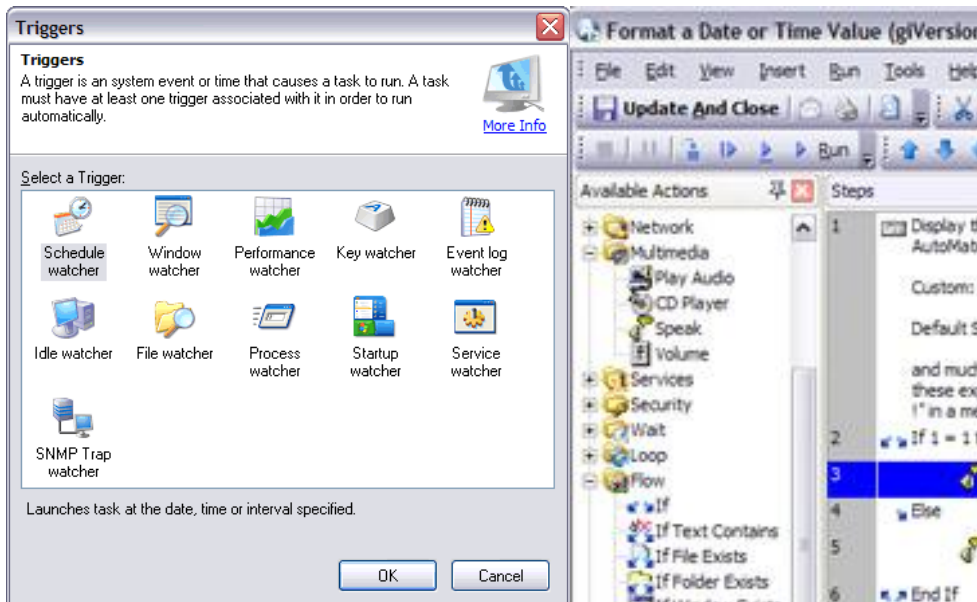 Triggers
Triggers
A trigger is an system event or time that causes a task to run. A task
must have at least one trigger associated with it in order to run
automatically.
More Info
Select a Trigger:
Schedule watcher
Window watcher
Performance watcher
Key watcher
Event log watcher
Idle watcher
File watcher
Process watcher
Startup watcher
Service watcher
SNMP Trap watcher
Launches task at the date, time or interval specified.
OK
Cancel
Format a Date or Time Value (giVersion
File Edit View Insert Run Tools Help
Update And Close
Run
Available Actions
Network
Multimedia
Play Audio
CD Player
Speak
Volume
Services
Security
Wait
Loop
Flow
If
If Text Contains
If File Exists
If Folder Exists
Steps
1 Display
AutoMat
Custom:
Default S
and much
these ex
!" in a me
2 If 1 = 1
3
4 Else
5
6 End If